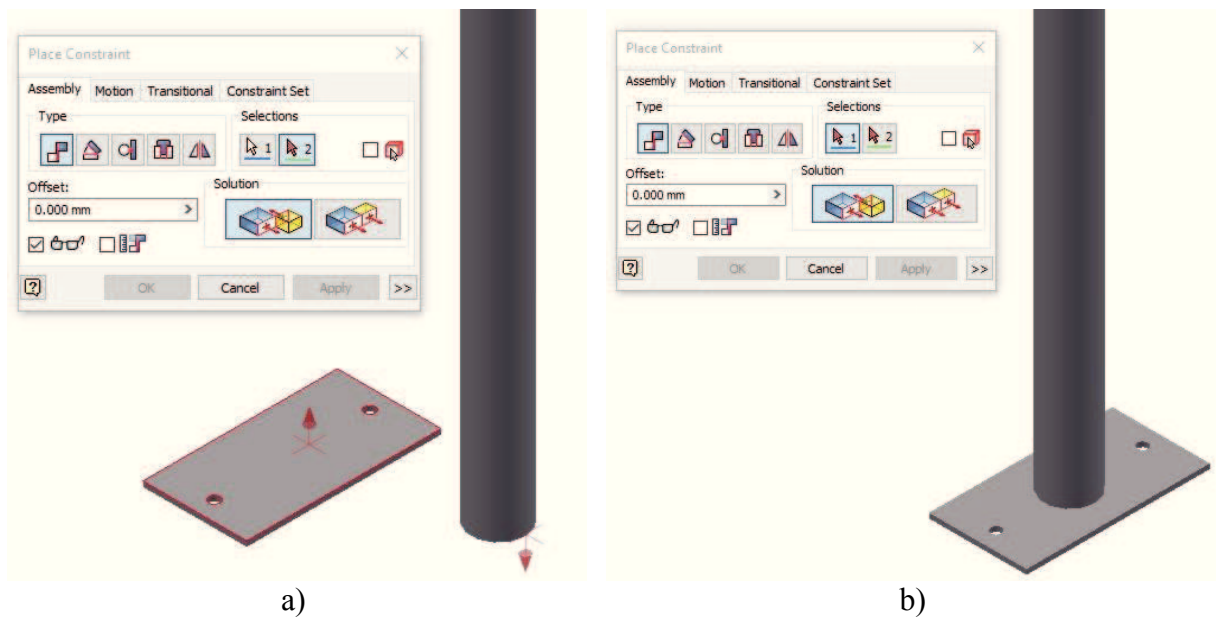 Place Constraint
Assembly Motion Transitional Constraint Set
Type
Selections
1 2
Offset:
Solution
0.000 mm >
OK Cancel Apply >>
a)
Place Constraint
Assembly Motion Transitional Constraint Set
Type
Selections
1 2
Offset:
Solution
0.000 mm >
OK Cancel Apply >>
b)